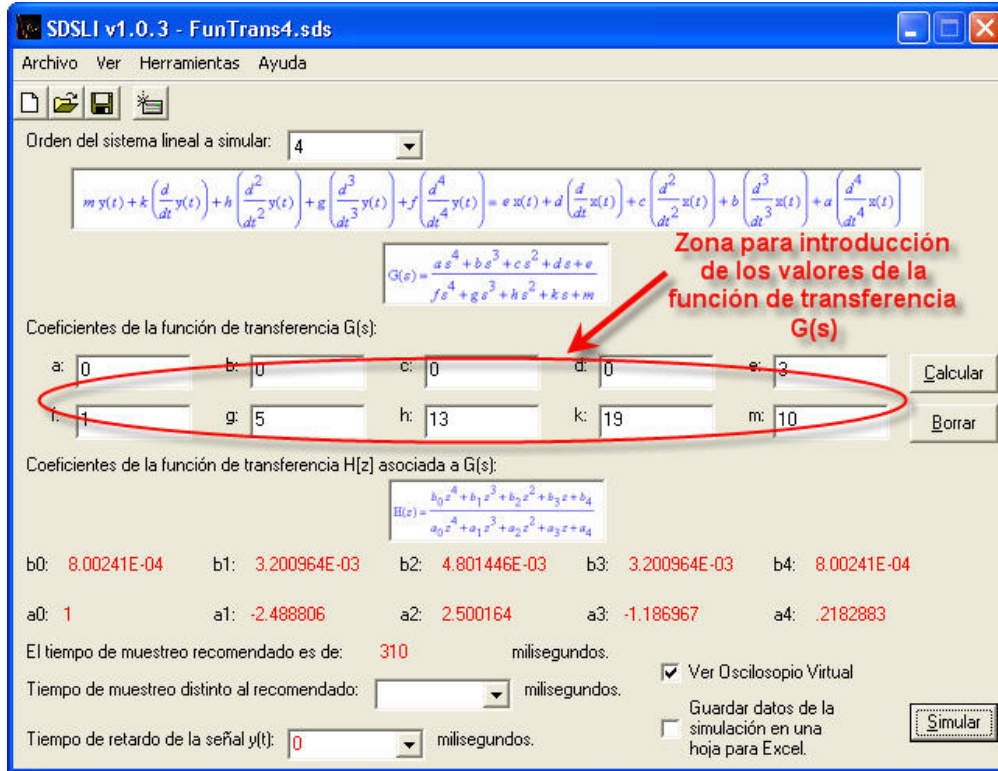 SDSLI v1.0.3 - FunTrans4.sds
Archivo Ver Herramientas Ayuda
Orden del sistema lineal a simular: 4
m y(t) + k (d/dt y(t)) + h (d²/dt² y(t)) + g (d³/dt³ y(t)) + f (d⁴/dt⁴ y(t)) = e x(t) + d (d/dt x(t)) + c (d²/dt² x(t)) + b (d³/dt³ x(t)) + a (d⁴/dt⁴ x(t))
Zona para introducción
de los valores de la
función de transferencia
G(s)
G(s) = (a s⁴ + b s³ + c s² + d s + e) / (f s⁴ + g s³ + h s² + k s + m)
Coeficientes de la función de transferencia G(s):
a: 0 b: 0 c: 0 d: 0 e: 3 Calcular
f: 1 g: 5 h: 13 k: 19 m: 10 Borrar
Coeficientes de la función de transferencia H[z] asociada a G(s):
H(z) = (b₀ z⁴ + b₁ z³ + b₂ z² + b₃ z + b₄) / (a₀ z⁴ + a₁ z³ + a₂ z² + a₃ z + a₄)
b0: 8.00241E-04 b1: 3.200964E-03 b2: 4.801446E-03 b3: 3.200964E-03 b4: 8.00241E-04
a0: 1 a1: -2.488806 a2: 2.500164 a3: -1.186967 a4: .2182883
El tiempo de muestreo recomendado es de: 310 milisegundos.
Tiempo de muestreo distinto al recomendado: milisegundos.
Tiempo de retardo de la señal y(t): 0 milisegundos.
Ver Oscilosopio Virtual
Guardar datos de la
simulación en una
hoja para Excel.
Simular